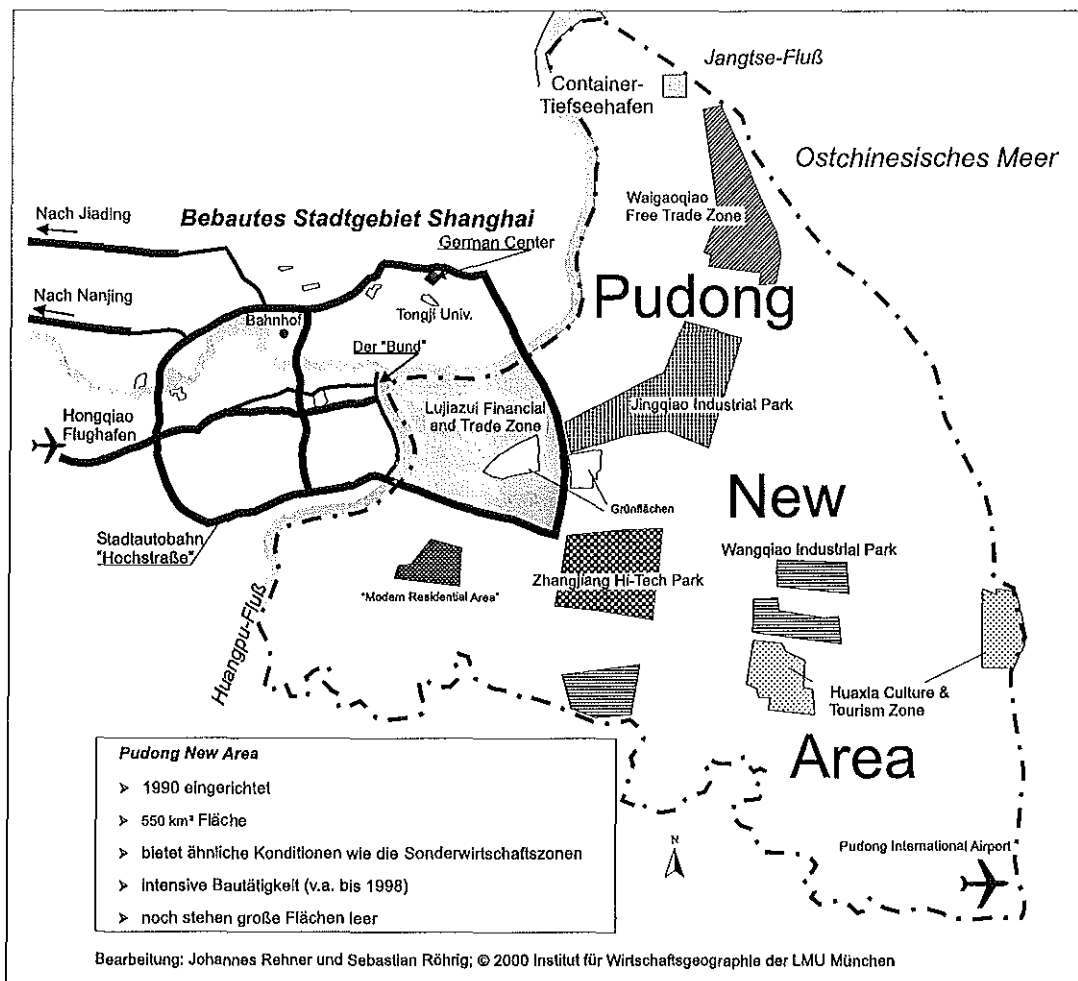 Jangtse-Fluß
Container-
Tiefseehafen
Ostchinesisches Meer
Waigaoqiao
Free Trade Zone
Nach Jiading
Bebautes Stadtgebiet Shanghai
German Center
Pudong
Nach Nanjing
Bahnhof
Tongji Univ.
Der "Bund"
Hongqiao
Flughafen
Lujiazui Financial
and Trade Zone
Jingqiao Industrial Park
New
Grünflächen
Stadtautobahn
"Hochstraße"
Wangqiao Industrial Park
Zhangjiang Hi-Tech Park
"Modern Residential Area"
Huangpu-Fluß
Huaxia Culture &
Tourism Zone
Area
Pudong New Area
➢ 1990 eingerichtet
➢ 550 km² Fläche
➢ bietet ähnliche Konditionen wie die Sonderwirtschaftszonen
➢ intensive Bautätigkeit (v.a. bis 1998)
➢ noch stehen große Flächen leer
N
Pudong International Airport
Bearbeitung: Johannes Rehner und Sebastian Röhrig; © 2000 Institut für Wirtschaftsgeographie der LMU München